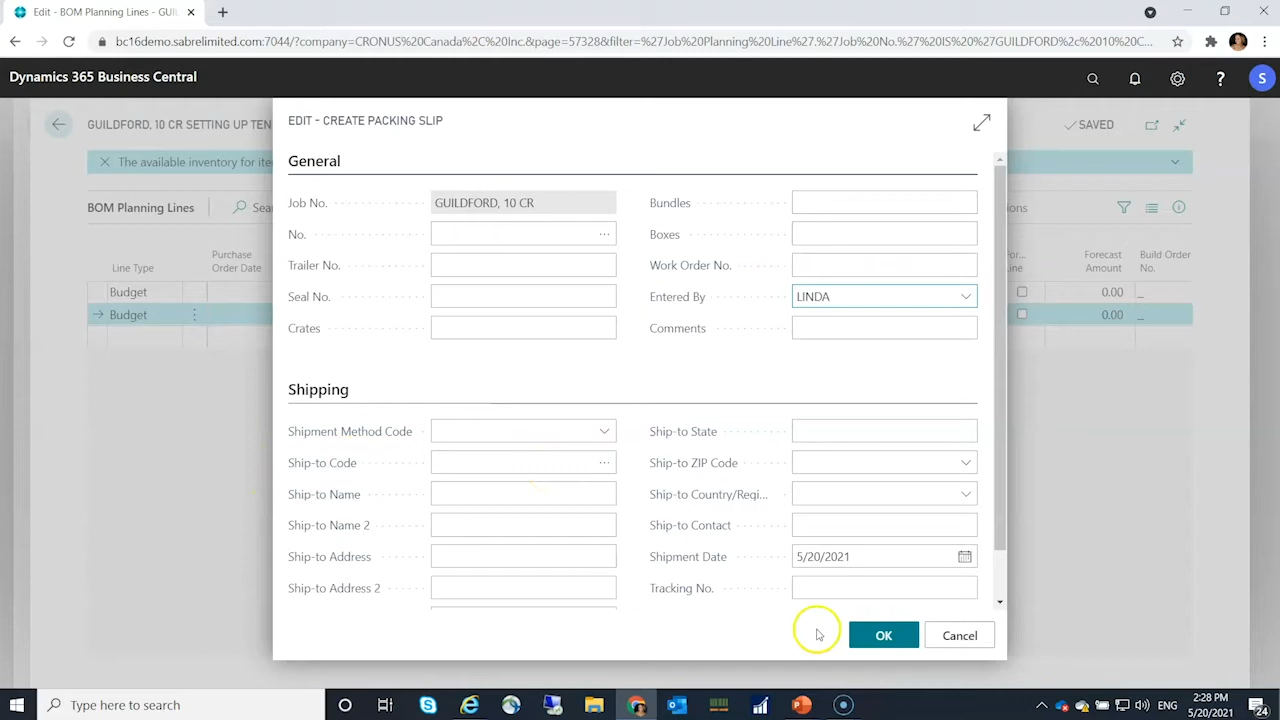 Edit - BOM Planning Lines - GUIL
bc16demo.sabrelimited.com:7044/?company=CRONUS%20Canada%2C%20Inc.&page=57328&filter=%27Job%20Planning%20Line%27.%27Job%20No.%27%20IS%20%27GUILDFORD%2c%2010%20C...
Dynamics 365 Business Central
S
GUILDFORD, 10 CR SETTING UP TEN
SAVED
The available inventory for ite
BOM Planning Lines
Sea
ions
Line Type
Purchase
Order Date
For...
Line
Forecast
Amount
Build Order
No.
Budget
0.00
_
Budget
0.00
_
EDIT - CREATE PACKING SLIP
General
Job No.
GUILDFORD, 10 CR
Bundles
No.
Boxes
Trailer No.
Work Order No.
Seal No.
Entered By
LINDA
Crates
Comments
Shipping
Shipment Method Code
Ship-to State
Ship-to Code
Ship-to ZIP Code
Ship-to Name
Ship-to Country/Regi...
Ship-to Name 2
Ship-to Contact
Ship-to Address
Shipment Date
5/20/2021
Ship-to Address 2
Tracking No.
OK
Cancel
Type here to search
ENG
2:28 PM
5/20/2021
24